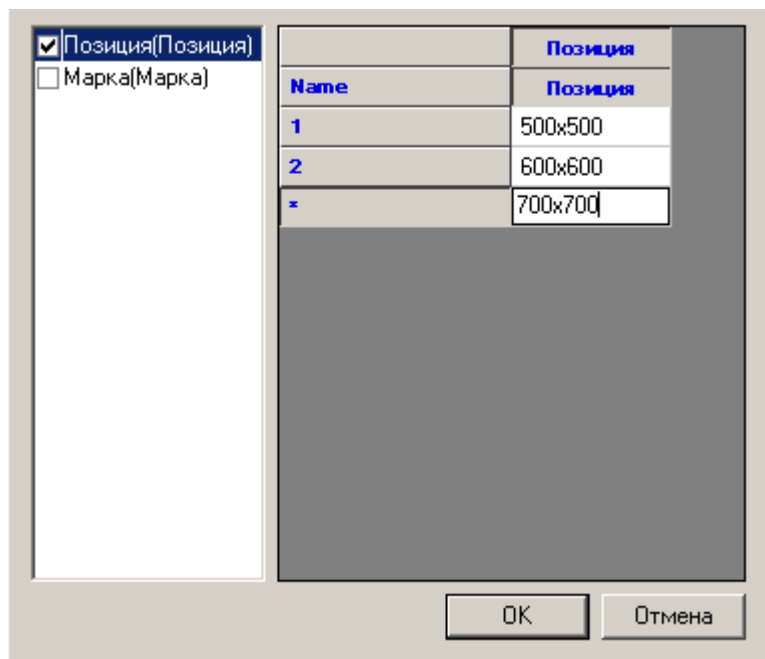 Позиция(Позиция)
Марка(Марка)
Позиция
Name Позиция
1 500x500
2 600x600
* 700x700
OK Отмена